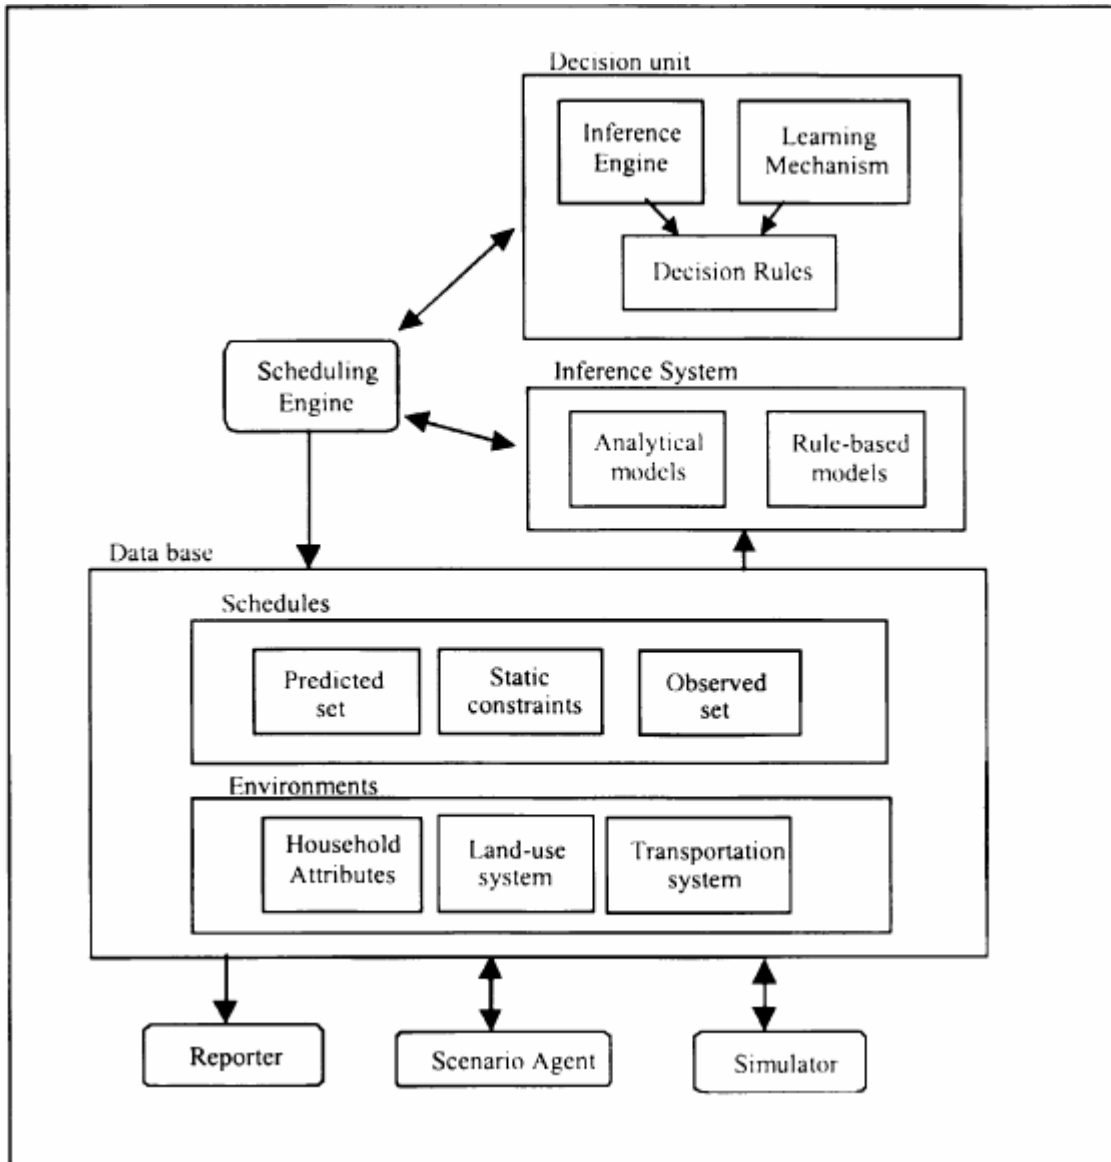 Decision unit
Inference
Engine
Learning
Mechanism
Decision Rules
Scheduling
Engine
Inference System
Analytical
models
Rule-based
models
Data base
Schedules
Predicted
set
Static
constraints
Observed
set
Environments
Household
Attributes
Land-use
system
Transportation
system
Reporter
Scenario Agent
Simulator